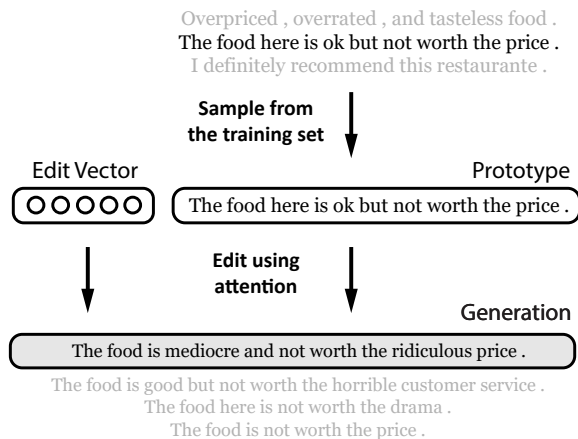 Overpriced , overrated , and tasteless food .
The food here is ok but not worth the price .
I definitely recommend this restaurante .
Sample from
the training set
Edit Vector
Prototype
The food here is ok but not worth the price .
Edit using
attention
Generation
The food is mediocre and not worth the ridiculous price .
The food is good but not worth the horrible customer service .
The food here is not worth the drama .
The food is not worth the price .